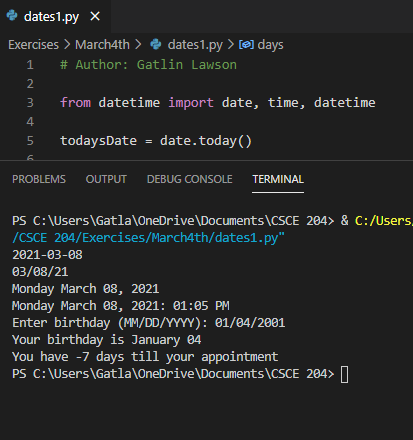 dates1.py
Exercises > March4th > dates1.py > days
1 # Author: Gatlin Lawson
2
3 from datetime import date, time, datetime
4
5 todaysDate = date.today()
PROBLEMS OUTPUT DEBUG CONSOLE TERMINAL
PS C:\Users\Gatla\OneDrive\Documents\CSCE 204> & C:/Users
/CSCE 204/Exercises/March4th/dates1.py"
2021-03-08
03/08/21
Monday March 08, 2021
Monday March 08, 2021: 01:05 PM
Enter birthday (MM/DD/YYYY): 01/04/2001
Your birthday is January 04
You have -7 days till your appointment
PS C:\Users\Gatla\OneDrive\Documents\CSCE 204>